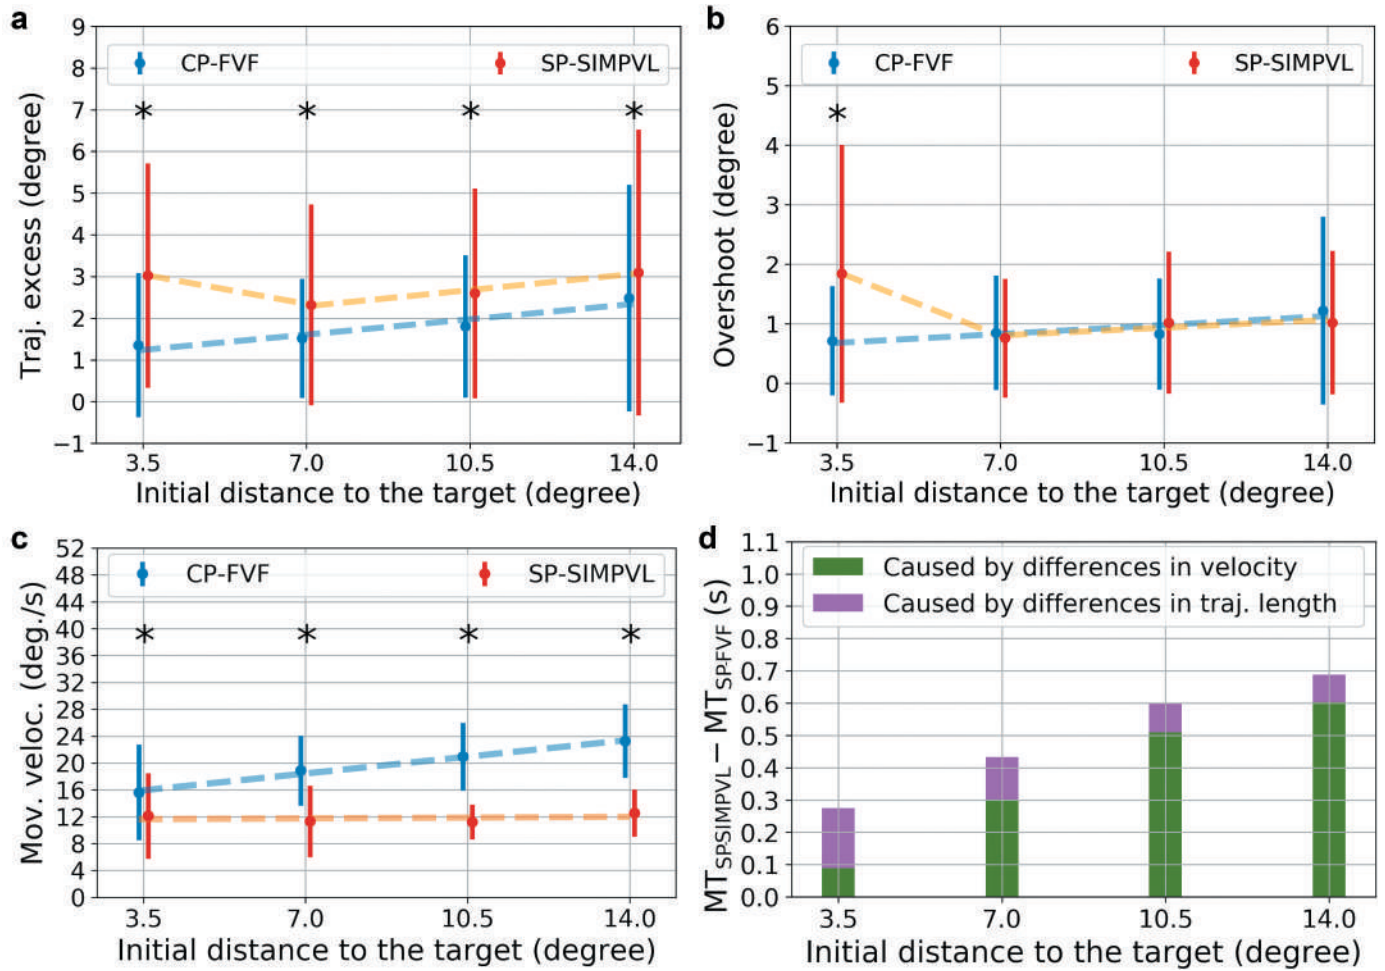 a
9
8
7
6
5
4
3
2
1
0
−1
Traj. excess (degree)
CP-FVF
SP-SIMPVL
* * * *
3.5 7.0 10.5 14.0
Initial distance to the target (degree)
b
6
5
4
3
2
1
0
−1
Overshoot (degree)
CP-FVF
SP-SIMPVL
*
3.5 7.0 10.5 14.0
Initial distance to the target (degree)
c
52
48
44
40
36
32
28
24
20
16
12
8
4
0
Mov. veloc. (deg./s)
CP-FVF
SP-SIMPVL
* * * *
3.5 7.0 10.5 14.0
Initial distance to the target (degree)
d
1.1
1.0
0.9
0.8
0.7
0.6
0.5
0.4
0.3
0.2
0.1
0.0
MTSP-SIMPVL − MTSP-FVF (s)
Caused by differences in velocity
Caused by differences in traj. length
3.5 7.0 10.5 14.0
Initial distance to the target (degree)